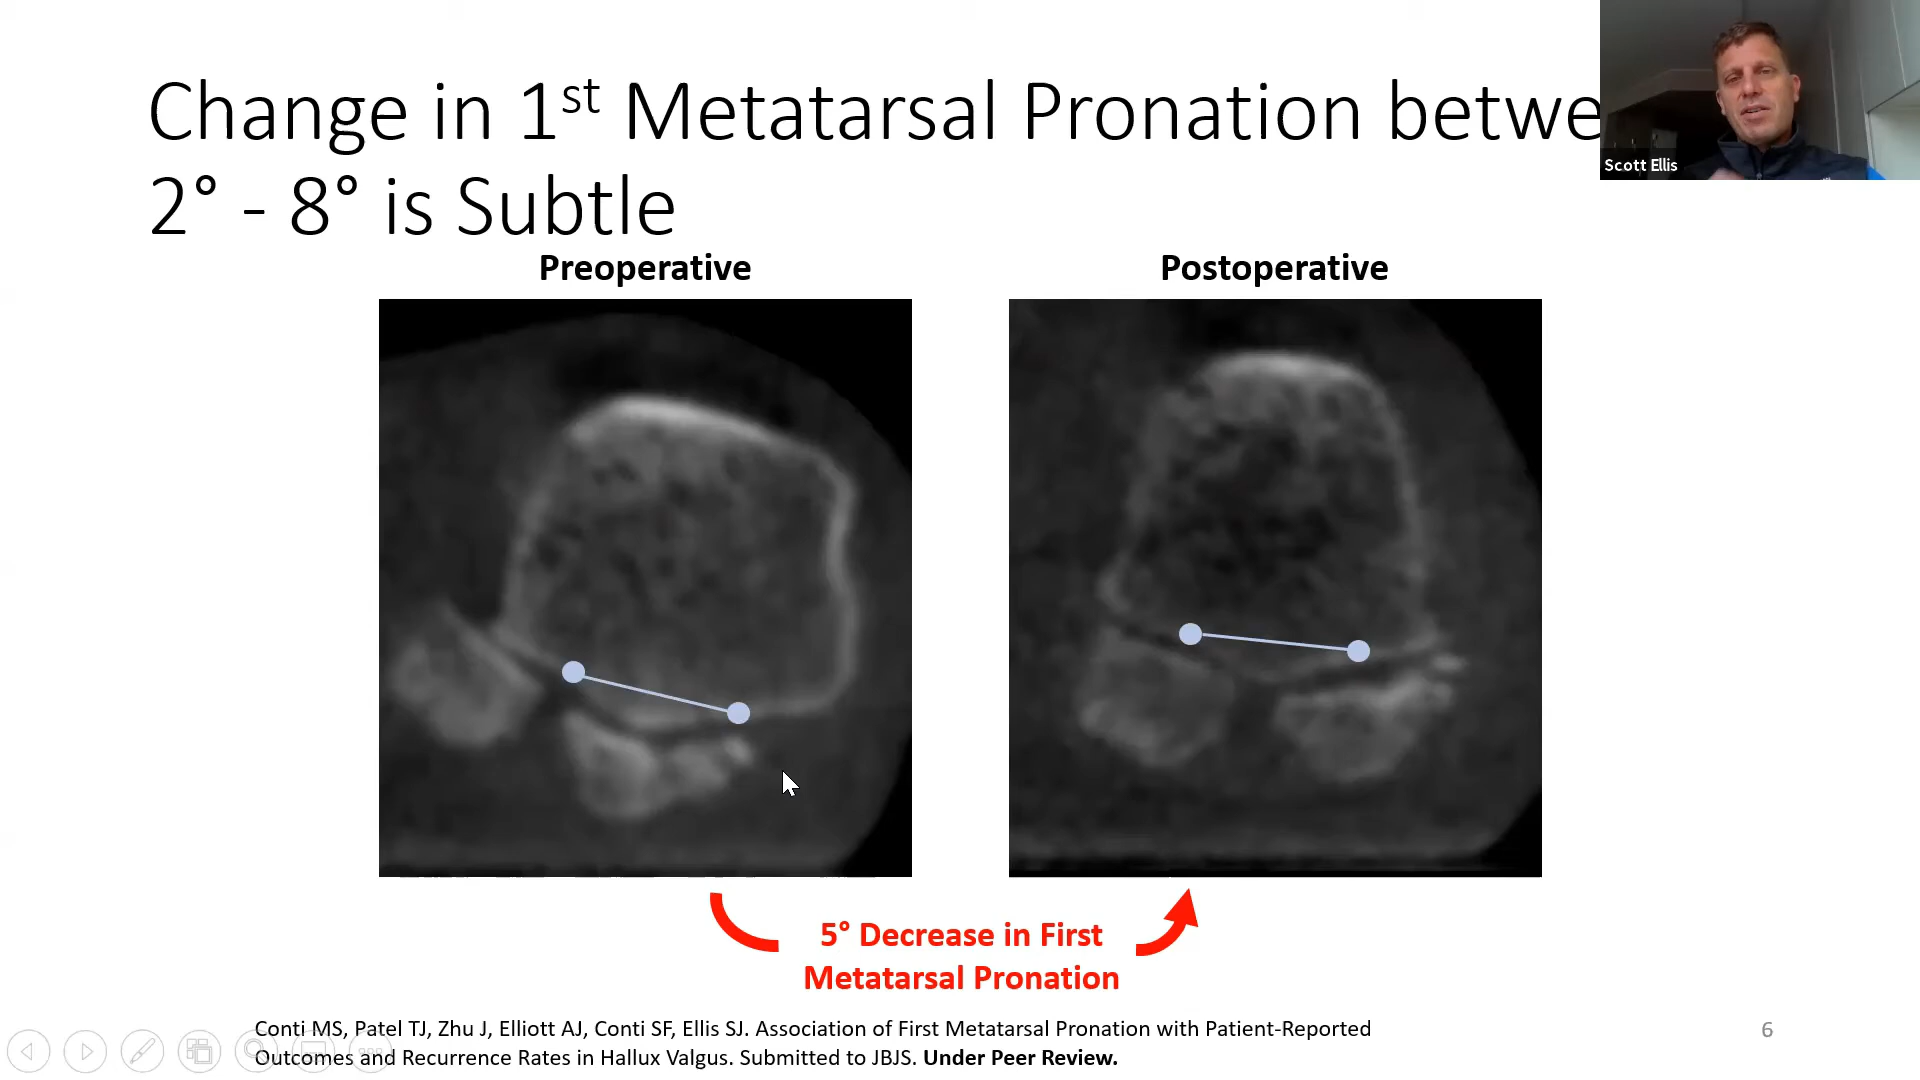 Change in 1st Metatarsal Pronation betwe
2° - 8° is Subtle
Scott Ellis
Preoperative
Postoperative
5° Decrease in First
Metatarsal Pronation
Conti MS, Patel TJ, Zhu J, Elliott AJ, Conti SF, Ellis SJ. Association of First Metatarsal Pronation with Patient-Reported
Outcomes and Recurrence Rates in Hallux Valgus. Submitted to JBJS. Under Peer Review.
6